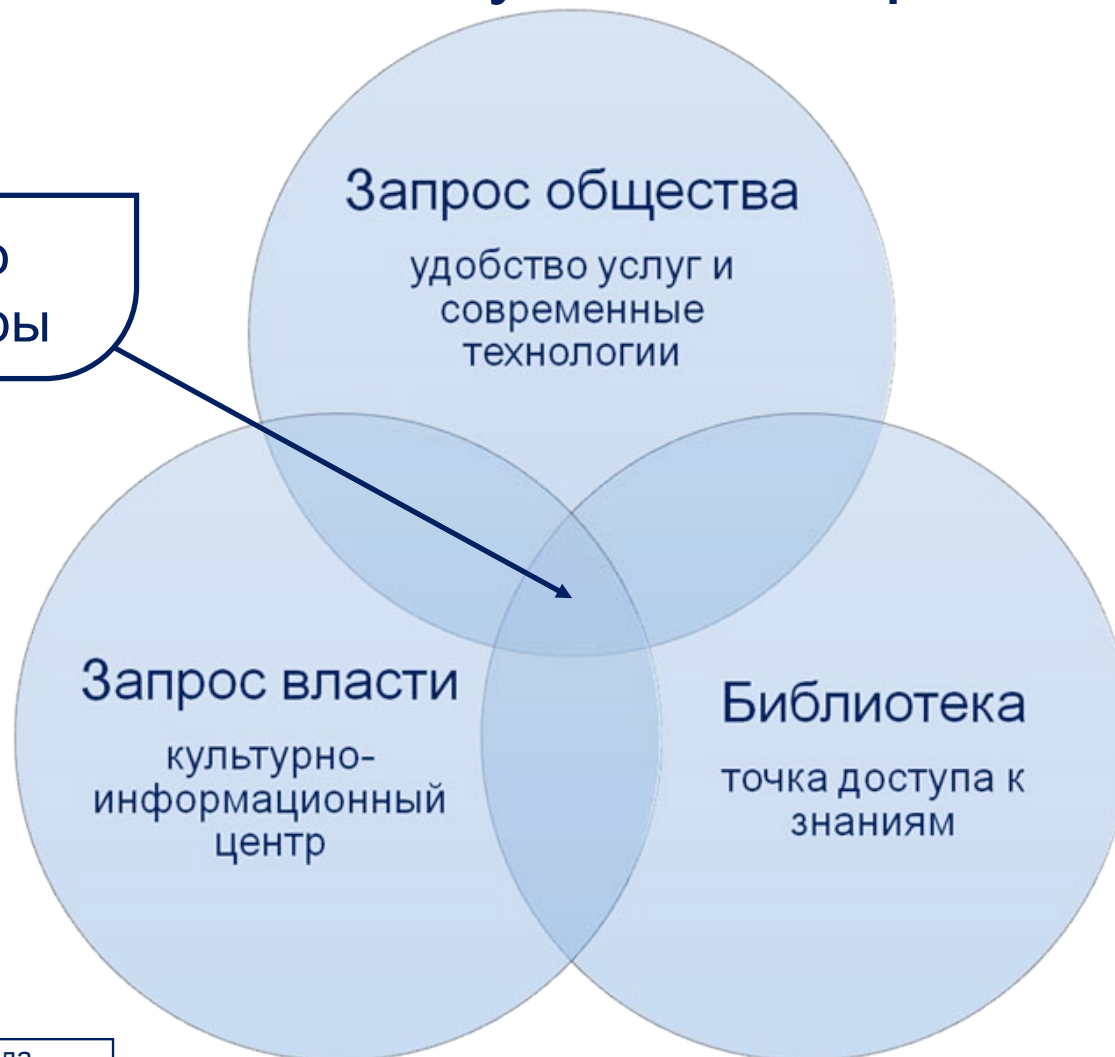 Запрос общества
удобство услуг и
современные
технологии
Запрос власти
культурно-
информационный
центр
Библиотека
точка доступа к
знаниям